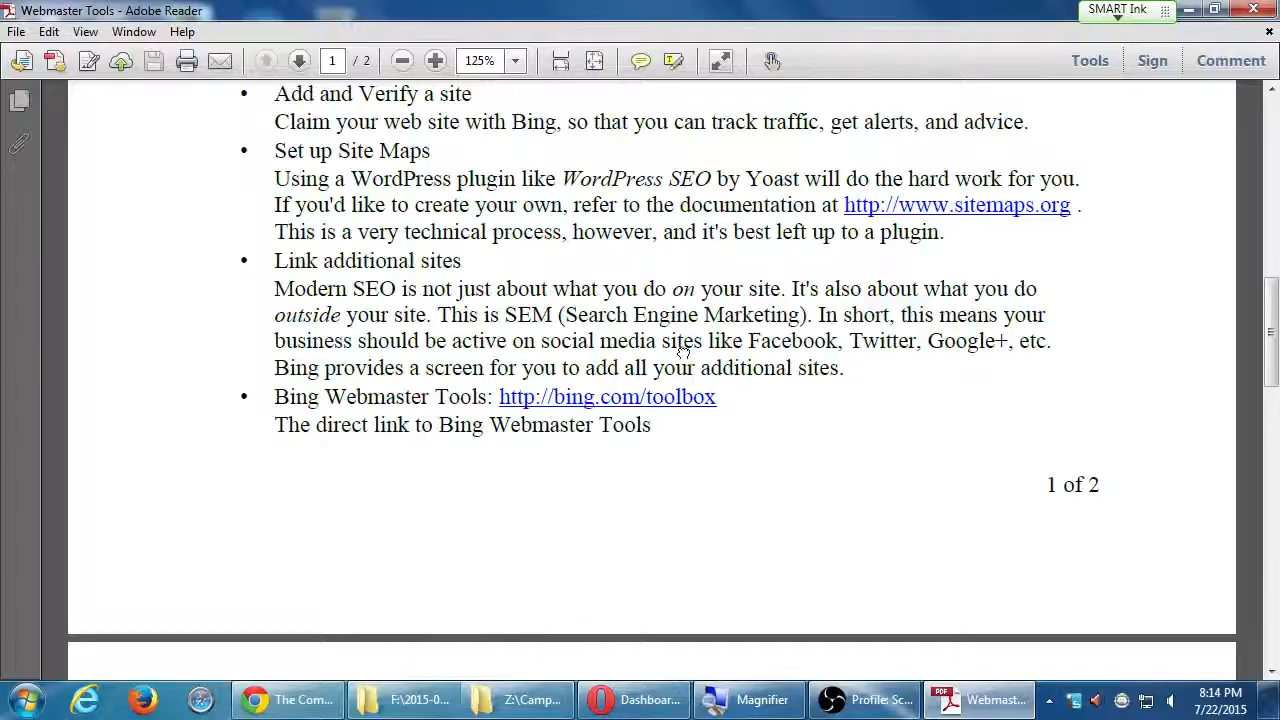 Webmaster Tools - Adobe Reader
SMART Ink
File Edit View Window Help
1 / 2 125% Tools Sign Comment
• Add and Verify a site
Claim your web site with Bing, so that you can track traffic, get alerts, and advice.
• Set up Site Maps
Using a WordPress plugin like WordPress SEO by Yoast will do the hard work for you.
If you'd like to create your own, refer to the documentation at http://www.sitemaps.org .
This is a very technical process, however, and it's best left up to a plugin.
• Link additional sites
Modern SEO is not just about what you do on your site. It's also about what you do
outside your site. This is SEM (Search Engine Marketing). In short, this means your
business should be active on social media sites like Facebook, Twitter, Google+, etc.
Bing provides a screen for you to add all your additional sites.
• Bing Webmaster Tools: http://bing.com/toolbox
The direct link to Bing Webmaster Tools
1 of 2
The Com... F:\2015-0... Z:\Camp... Dashboar... Magnifier Profile: Sc... PDF Webmast... 8:14 PM
7/22/2015